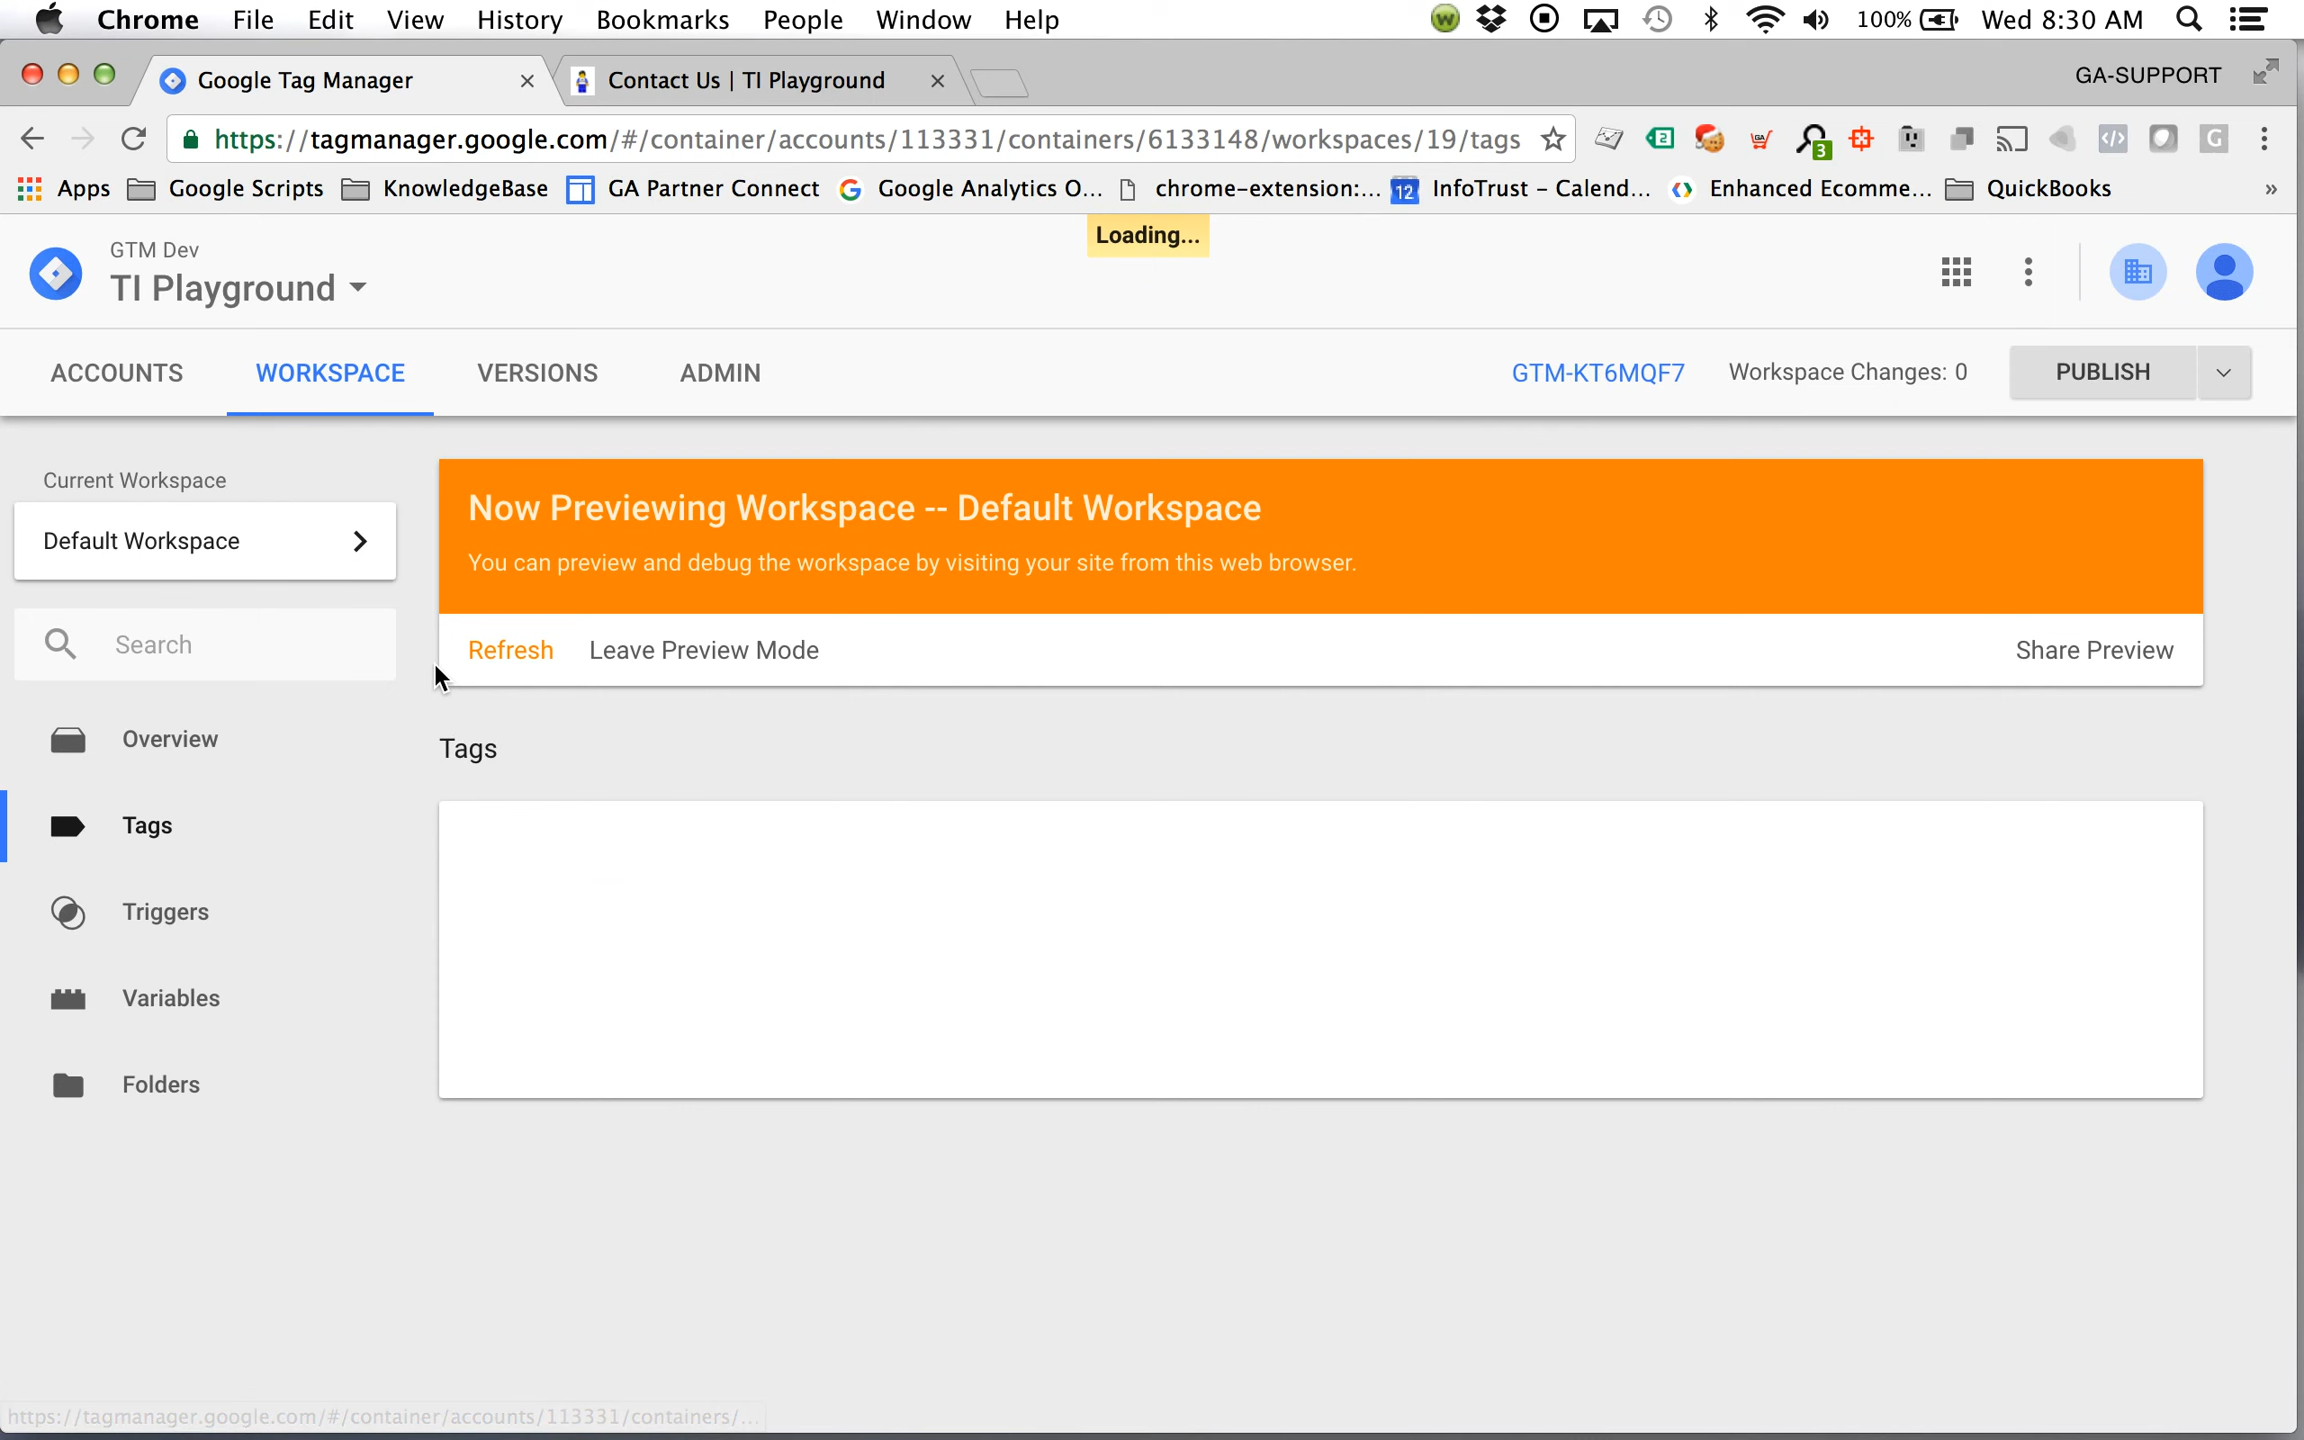 Chrome File Edit View History Bookmarks People Window Help 100% Wed 8:30 AM
Google Tag Manager Contact Us | TI Playground GA-SUPPORT
https://tagmanager.google.com/#/container/accounts/113331/containers/6133148/workspaces/19/tags
Apps Google Scripts KnowledgeBase GA Partner Connect Google Analytics O... chrome-extension:... 12 InfoTrust – Calend... Enhanced Ecomme... QuickBooks »
Loading...
GTM Dev
TI Playground
ACCOUNTS WORKSPACE VERSIONS ADMIN GTM-KT6MQF7 Workspace Changes: 0 PUBLISH
Current Workspace
Default Workspace
Now Previewing Workspace -- Default Workspace
You can preview and debug the workspace by visiting your site from this web browser.
Search
Refresh Leave Preview Mode Share Preview
Overview
Tags
Tags
Triggers
Variables
Folders
https://tagmanager.google.com/#/container/accounts/113331/containers/...